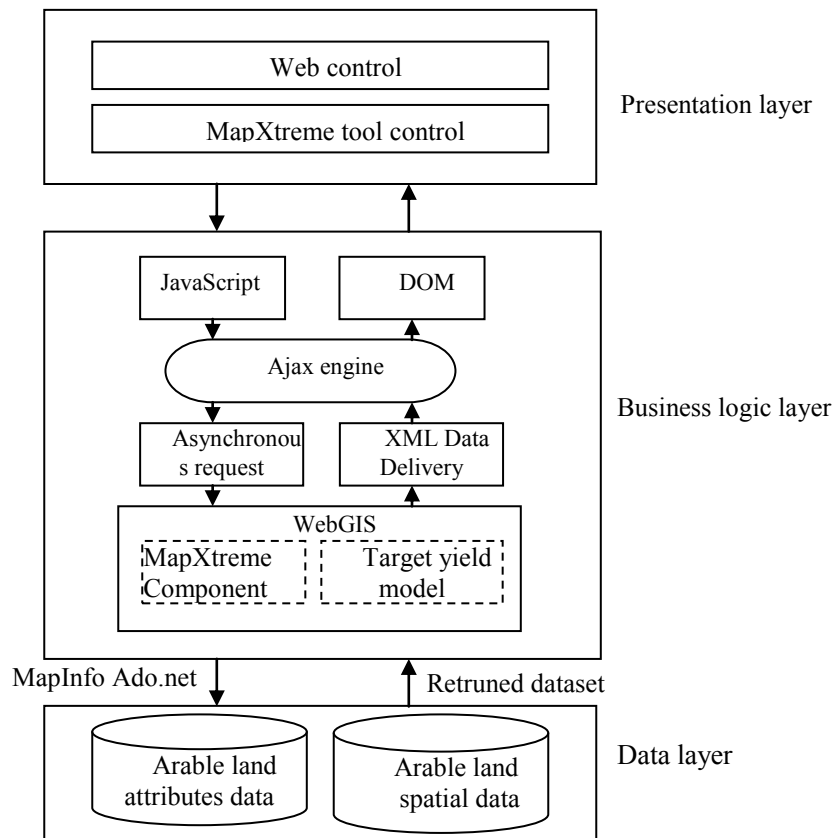 Web control
MapXtreme tool control
Presentation layer
JavaScript
DOM
Ajax engine
Asynchronou
s request
XML Data
Delivery
Business logic layer
WebGIS
MapXtreme
Component
Target yield
model
MapInfo Ado.net
Retruned dataset
Arable land
attributes data
Arable land
spatial data
Data layer